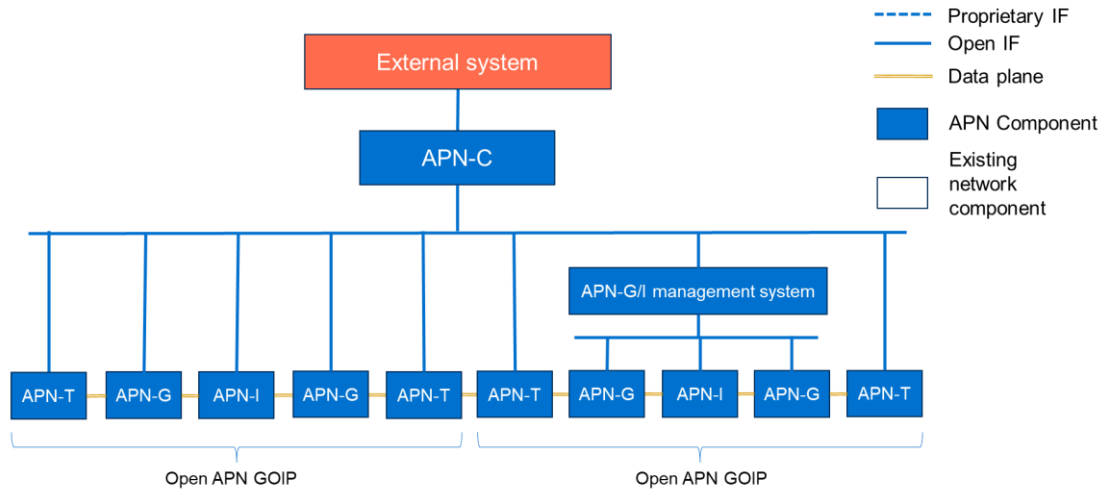 Proprietary IF
Open IF
Data plane
APN Component
Existing
network
component
External system
APN-C
APN-G/I management system
APN-T
APN-G
APN-I
APN-G
APN-T
APN-T
APN-G
APN-I
APN-G
APN-T
Open APN GOIP
Open APN GOIP